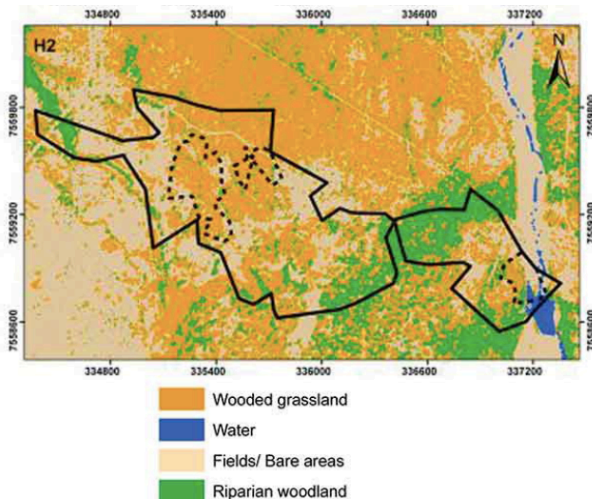 334800 335400 336000 336600 337200
H2
N
7559800 7559800
7559200 7559200
7558600 7558600
334800 335400 336000 336600 337200
Wooded grassland
Water
Fields/ Bare areas
Riparian woodland